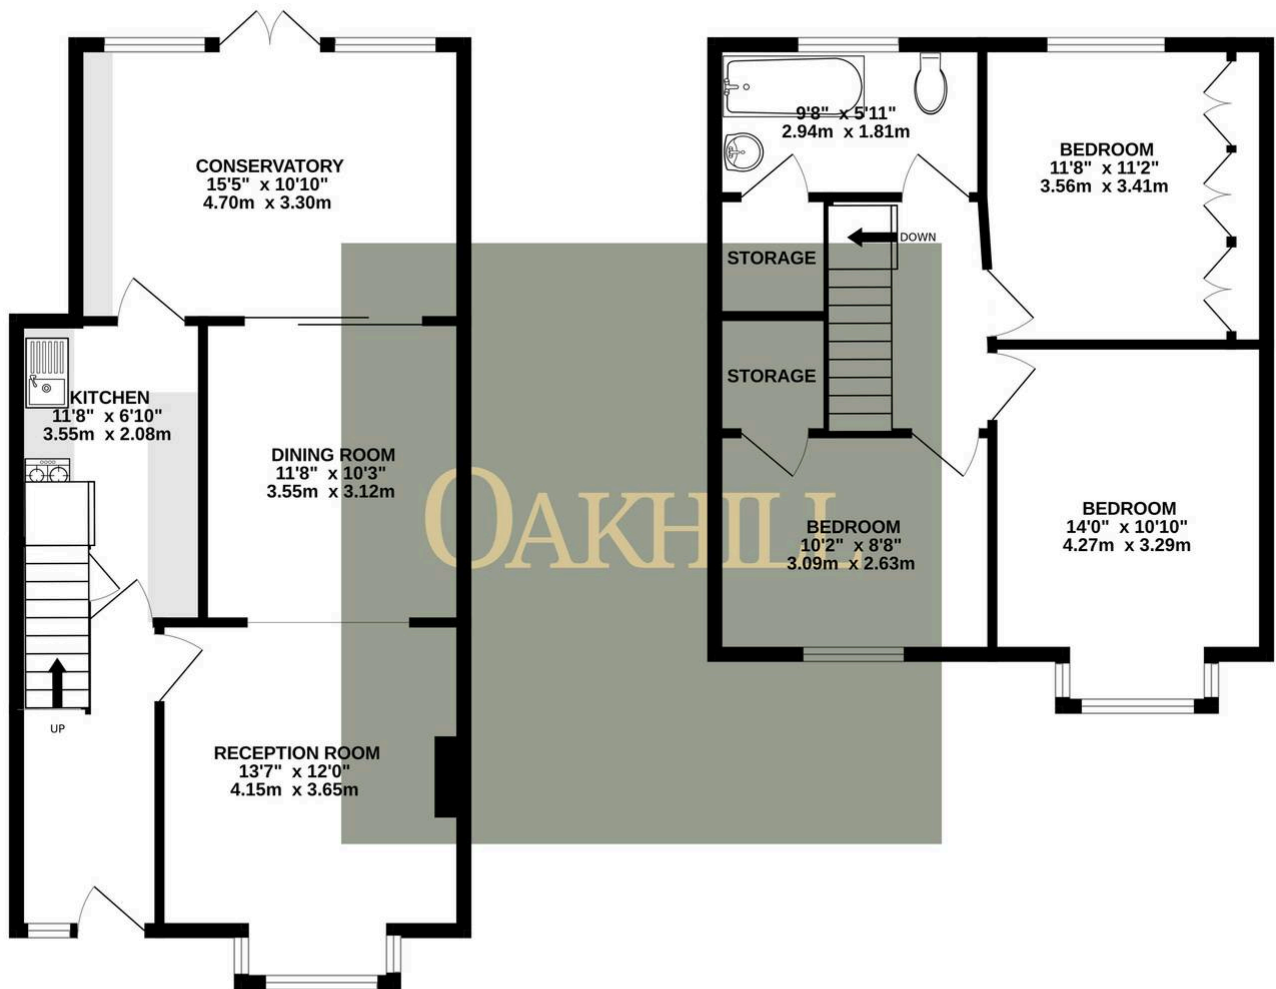 CONSERVATORY
15'5" x 10'10"
4.70m x 3.30m
KITCHEN
11'8" x 6'10"
3.55m x 2.08m
DINING ROOM
11'8" x 10'3"
3.55m x 3.12m
UP
RECEPTION ROOM
13'7" x 12'0"
4.15m x 3.65m
9'8" x 5'11"
2.94m x 1.81m
BEDROOM
11'8" x 11'2"
3.56m x 3.41m
DOWN
STORAGE
STORAGE
BEDROOM
10'2" x 8'8"
3.09m x 2.63m
BEDROOM
14'0" x 10'10"
4.27m x 3.29m
OAKHILL